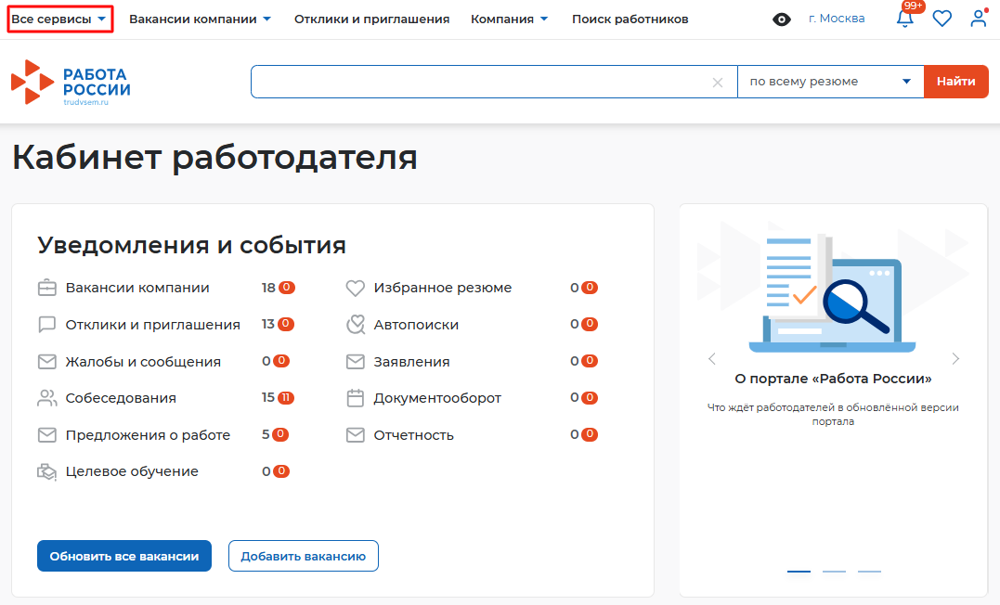 Все сервисы Вакансии компании Отклики и приглашения Компания Поиск работников г. Москва 99+
РАБОТА
РОССИИ
trudvsem.ru
по всему резюме Найти
Кабинет работодателя
Уведомления и события
Вакансии компании 18 0 Избранное резюме 0 0
Отклики и приглашения 13 0 Автопоиски 0 0
Жалобы и сообщения 0 0 Заявления 0 0
Собеседования 15 11 Документооборот 0 0
Предложения о работе 5 0 Отчетность 0 0
Целевое обучение 0 0
Обновить все вакансии Добавить вакансию
О портале «Работа России»
Что ждёт работодателей в обновлённой версии
портала